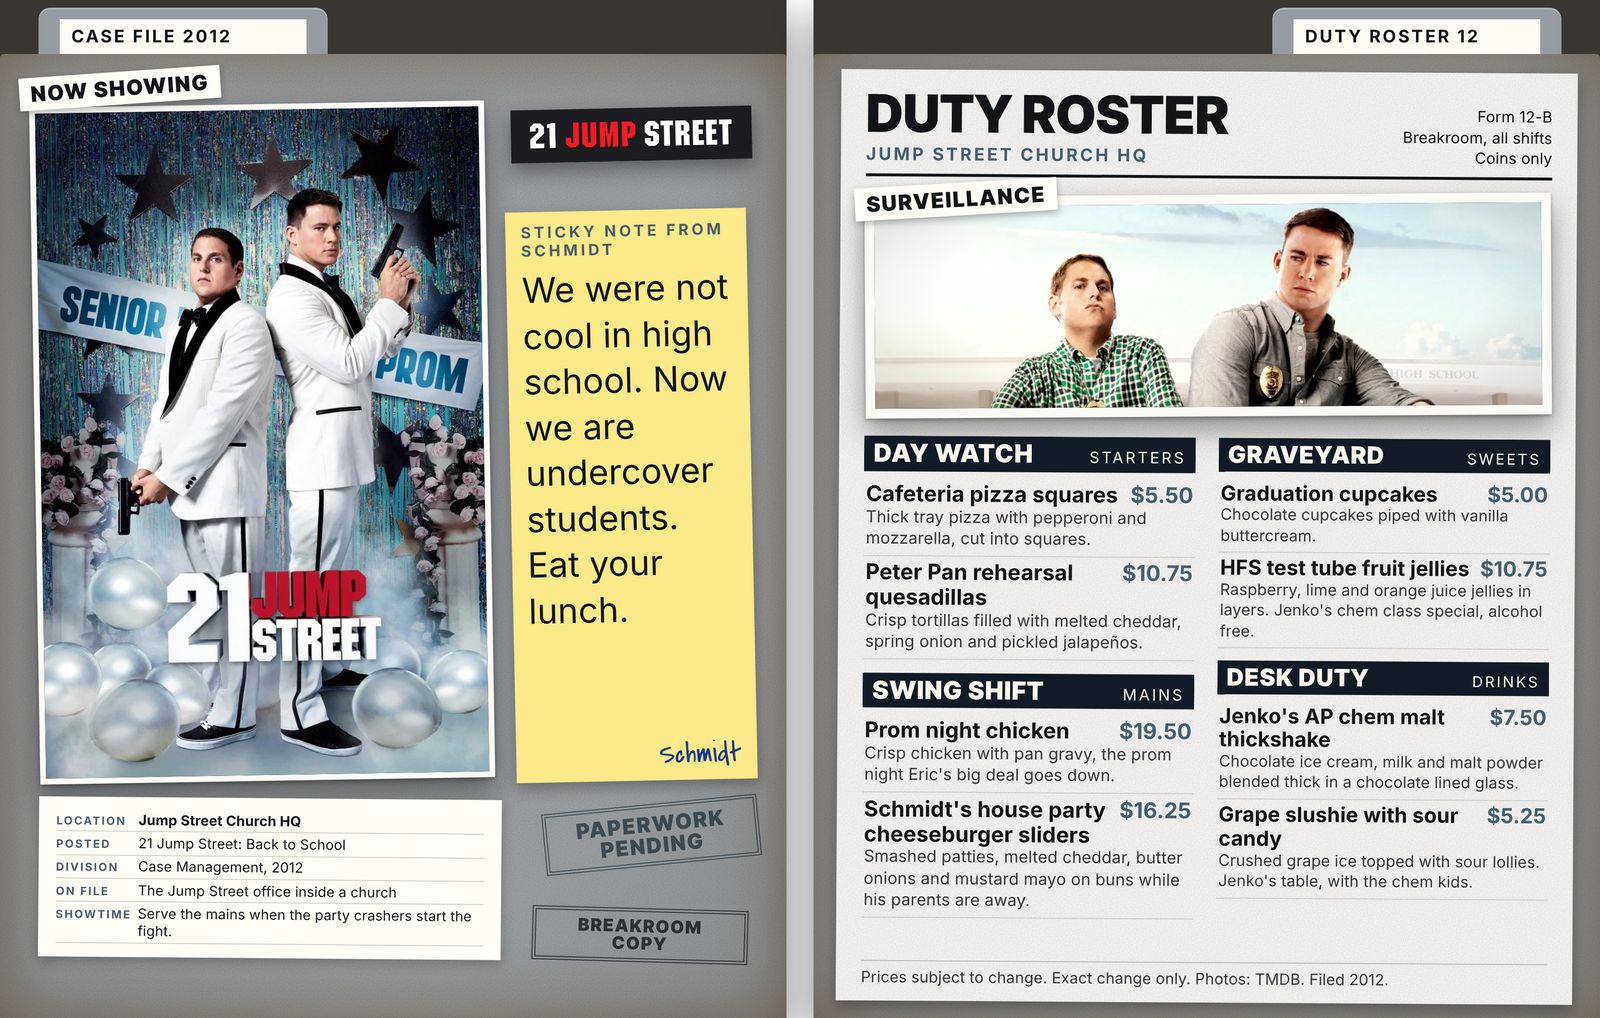 CASE FILE 2012
NOW SHOWING
SENIOR
PROM
21 JUMP
STREET
21 JUMP STREET
STICKY NOTE FROM
SCHMIDT
We were not
cool in high
school. Now
we are
undercover
students.
Eat your
lunch.
Schmidt
LOCATION Jump Street Church HQ
POSTED 21 Jump Street: Back to School
DIVISION Case Management, 2012
ON FILE The Jump Street office inside a church
SHOWTIME Serve the mains when the party crashers start the
fight.
PAPERWORK
PENDING
BREAKROOM
COPY
DUTY ROSTER 12
DUTY ROSTER
JUMP STREET CHURCH HQ
Form 12-B
Breakroom, all shifts
Coins only
SURVEILLANCE
HIGH SCHOOL
DAY WATCH STARTERS
Cafeteria pizza squares $5.50
Thick tray pizza with pepperoni and
mozzarella, cut into squares.
Peter Pan rehearsal $10.75
quesadillas
Crisp tortillas filled with melted cheddar,
spring onion and pickled jalapeños.
SWING SHIFT MAINS
Prom night chicken $19.50
Crisp chicken with pan gravy, the prom
night Eric's big deal goes down.
Schmidt's house party $16.25
cheeseburger sliders
Smashed patties, melted cheddar, butter
onions and mustard mayo on buns while
his parents are away.
GRAVEYARD SWEETS
Graduation cupcakes $5.00
Chocolate cupcakes piped with vanilla
buttercream.
HFS test tube fruit jellies $10.75
Raspberry, lime and orange juice jellies in
layers. Jenko's chem class special, alcohol
free.
DESK DUTY DRINKS
Jenko's AP chem malt $7.50
thickshake
Chocolate ice cream, milk and malt powder
blended thick in a chocolate lined glass.
Grape slushie with sour $5.25
candy
Crushed grape ice topped with sour lollies.
Jenko's table, with the chem kids.
Prices subject to change. Exact change only. Photos: TMDB. Filed 2012.